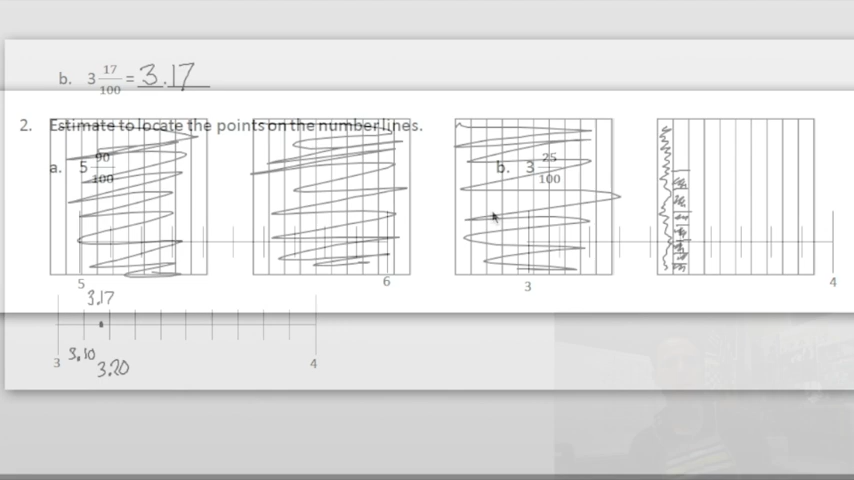 b. 3 17/100 = 3.17
2. Estimate to locate the points on the number lines.
a. 5 90/100
b. 3 25/100
5 6
3 4
3.17
3 4
3.10
3.20